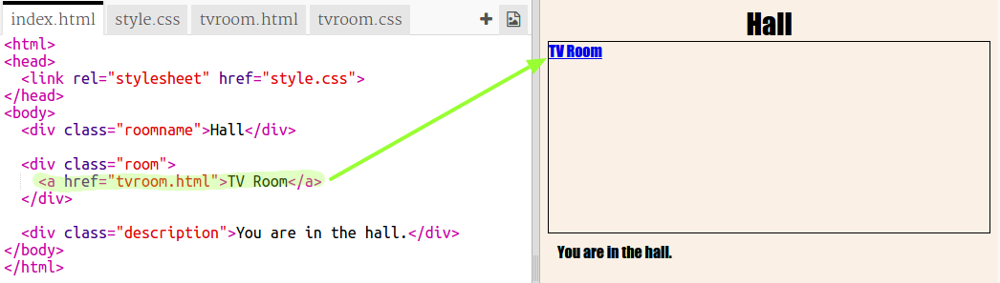 index.html style.css tvroom.html tvroom.css
<html>
<head>
  <link rel="stylesheet" href="style.css">
</head>
<body>
  <div class="roomname">Hall</div>
  <div class="room">
    <a href="tvroom.html">TV Room</a>
  </div>
  <div class="description">You are in the hall.</div>
</body>
</html>
Hall
TV Room
You are in the hall.